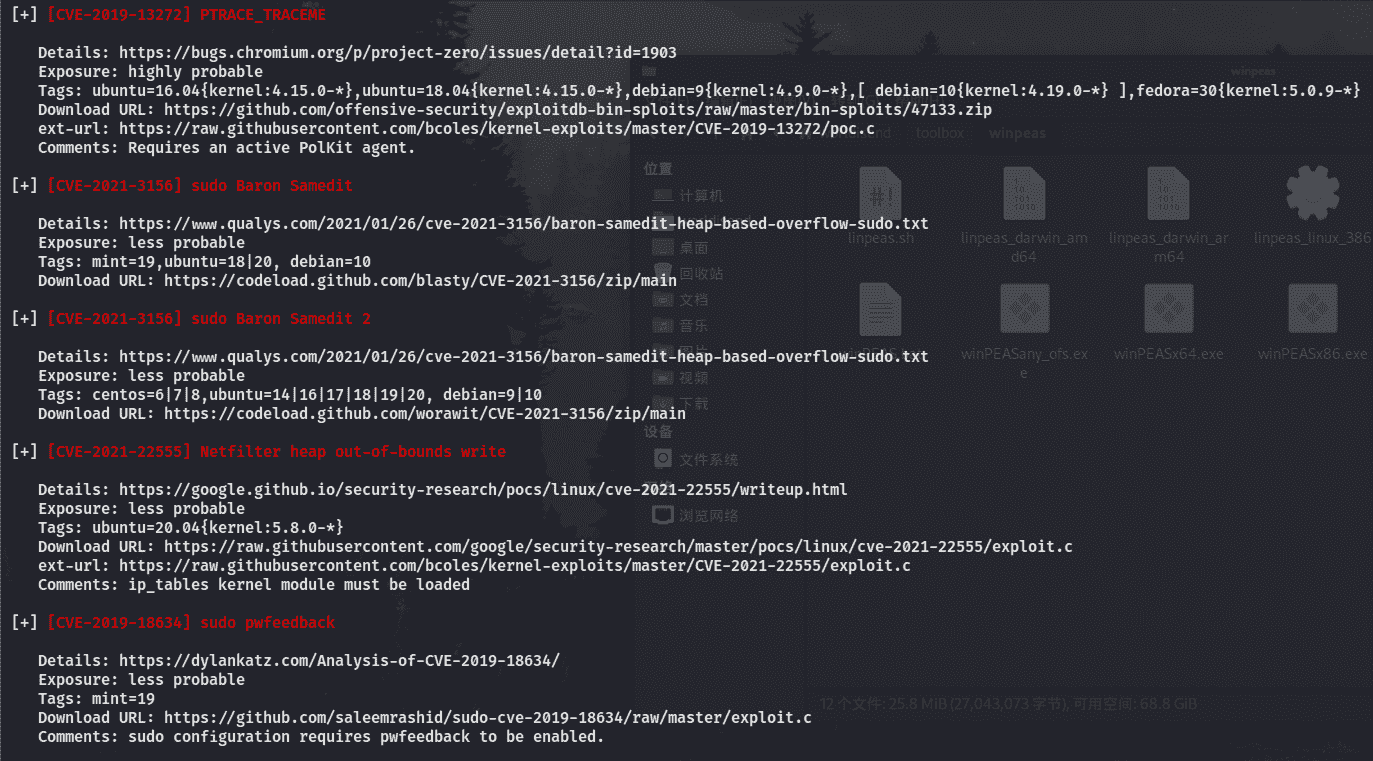 [+] [CVE-2019-13272] PTRACE_TRACEME
Details: https://bugs.chromium.org/p/project-zero/issues/detail?id=1903
Exposure: highly probable
Tags: ubuntu=16.04{kernel:4.15.0-*},ubuntu=18.04{kernel:4.15.0-*},debian=9{kernel:4.9.0-*},[ debian=10{kernel:4.19.0-*} ],fedora=30{kernel:5.0.9-*}
Download URL: https://github.com/offensive-security/exploitdb-bin-sploits/raw/master/bin-sploits/47133.zip
ext-url: https://raw.githubusercontent.com/bcoles/kernel-exploits/master/CVE-2019-13272/poc.c
Comments: Requires an active PolKit agent.
[+] [CVE-2021-3156] sudo Baron Samedit
Details: https://www.qualys.com/2021/01/26/cve-2021-3156/baron-samedit-heap-based-overflow-sudo.txt
Exposure: less probable
Tags: mint=19,ubuntu=18|20, debian=10
Download URL: https://codeload.github.com/blasty/CVE-2021-3156/zip/main
[+] [CVE-2021-3156] sudo Baron Samedit 2
Details: https://www.qualys.com/2021/01/26/cve-2021-3156/baron-samedit-heap-based-overflow-sudo.txt
Exposure: less probable
Tags: centos=6|7|8,ubuntu=14|16|17|18|19|20, debian=9|10
Download URL: https://codeload.github.com/worawit/CVE-2021-3156/zip/main
[+] [CVE-2021-22555] Netfilter heap out-of-bounds write
Details: https://google.github.io/security-research/pocs/linux/cve-2021-22555/writeup.html
Exposure: less probable
Tags: ubuntu=20.04{kernel:5.8.0-*}
Download URL: https://raw.githubusercontent.com/google/security-research/master/pocs/linux/cve-2021-22555/exploit.c
ext-url: https://raw.githubusercontent.com/bcoles/kernel-exploits/master/CVE-2021-22555/exploit.c
Comments: ip_tables kernel module must be loaded
[+] [CVE-2019-18634] sudo pwfeedback
Details: https://dylankatz.com/Analysis-of-CVE-2019-18634/
Exposure: less probable
Tags: mint=19
Download URL: https://github.com/saleemrashid/sudo-cve-2019-18634/raw/master/exploit.c
Comments: sudo configuration requires pwfeedback to be enabled.
winpeas
toolbox winpeas
位置
计算机
桌面
回收站
文档
音乐
视频
下载
设备
文件系统
浏览网络
linpeas.sh
linpeas_darwin_am
d64
linpeas_darwin_ar
m64
linpeas_linux_386
winPEASany_ofs.ex
e
winPEASx64.exe
winPEASx86.exe
12 个文件: 25.8 MiB (27,043,073 字节), 可用空间: 68.8 GiB